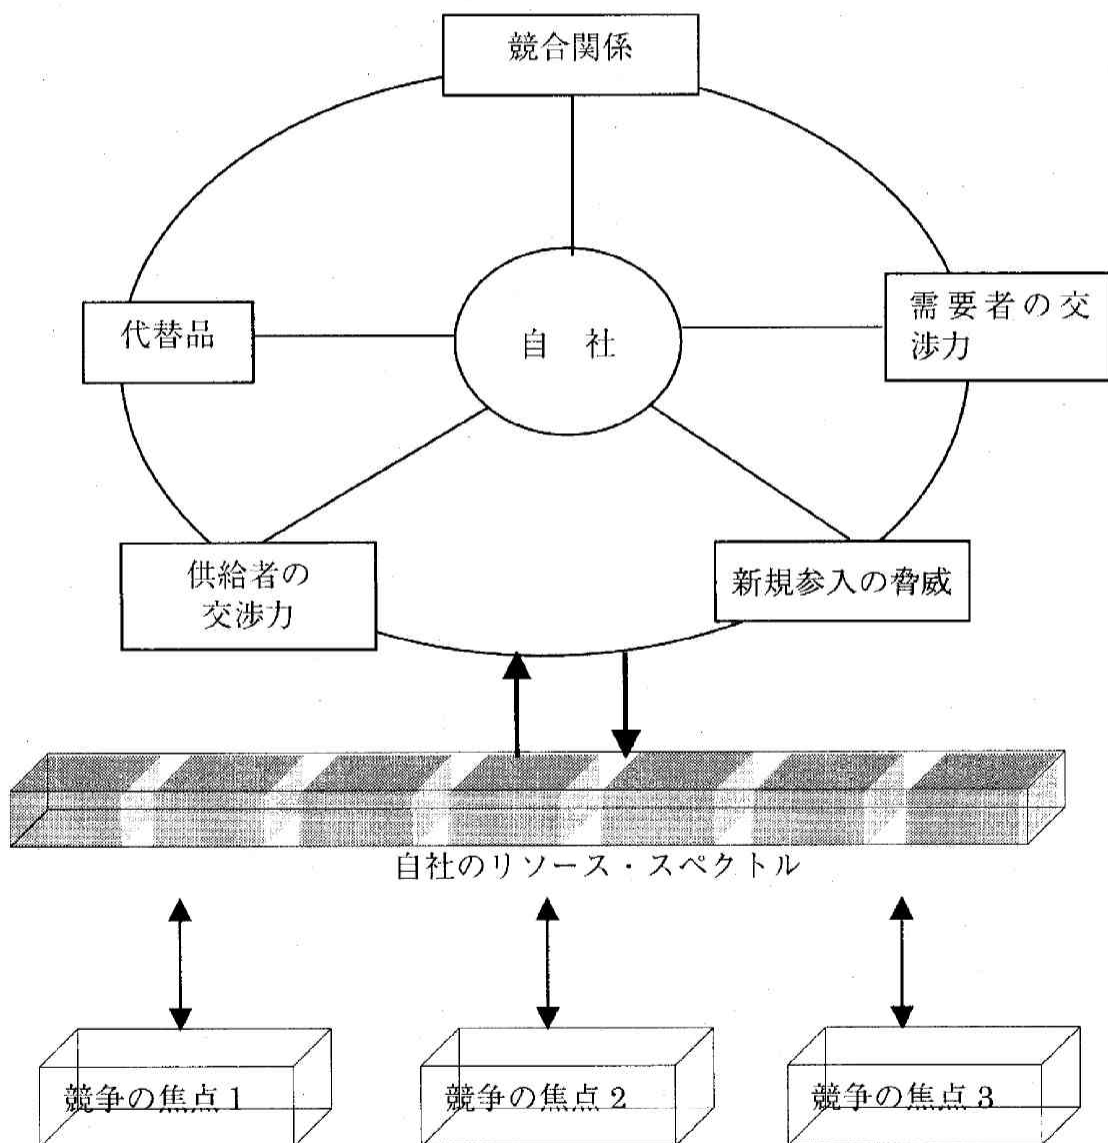 競合関係
代替品
自 社
需要者の交
渉力
供給者の
交渉力
新規参入の脅威
自社のリソース・スペクトル
競争の焦点1
競争の焦点2
競争の焦点3